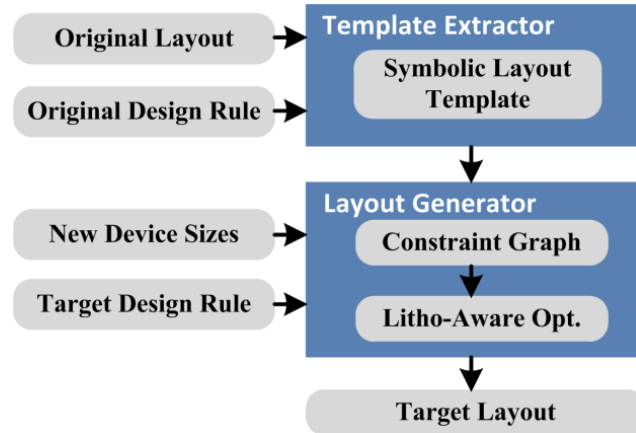 Original Layout
Original Design Rule
Template Extractor
Symbolic Layout
Template
New Device Sizes
Target Design Rule
Layout Generator
Constraint Graph
Litho-Aware Opt.
Target Layout